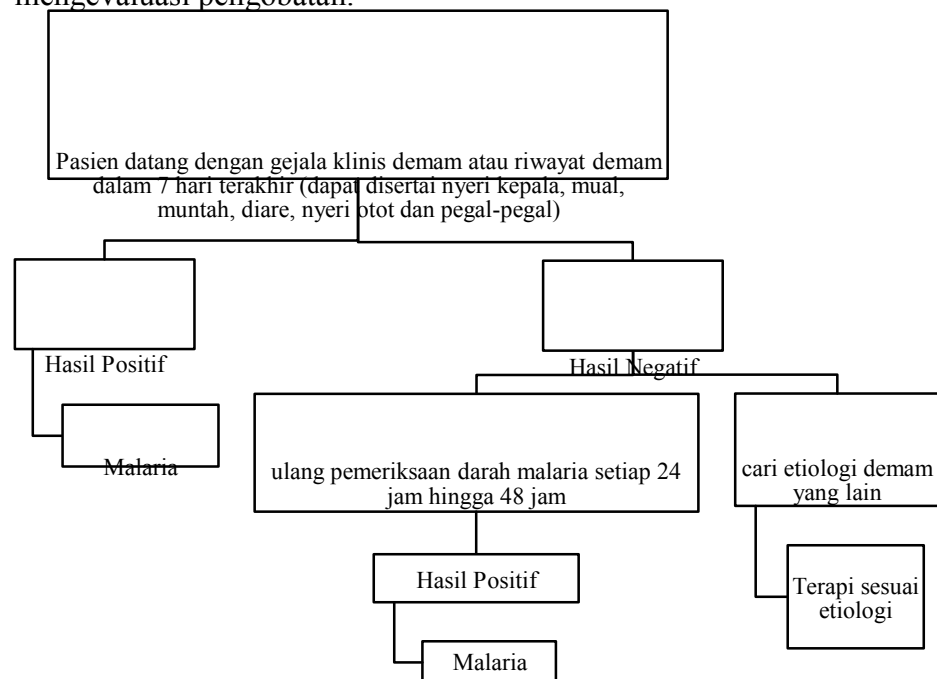 mengevaluasi pengobatan.
Pasien datang dengan gejala klinis demam atau riwayat demam
dalam 7 hari terakhir (dapat disertai nyeri kepala, mual,
muntah, diare, nyeri otot dan pegal-pegal)
Hasil Positif
Hasil Negatif
Malaria
ulang pemeriksaan darah malaria setiap 24
jam hingga 48 jam
cari etiologi demam
yang lain
Hasil Positif
Terapi sesuai
etiologi
Malaria